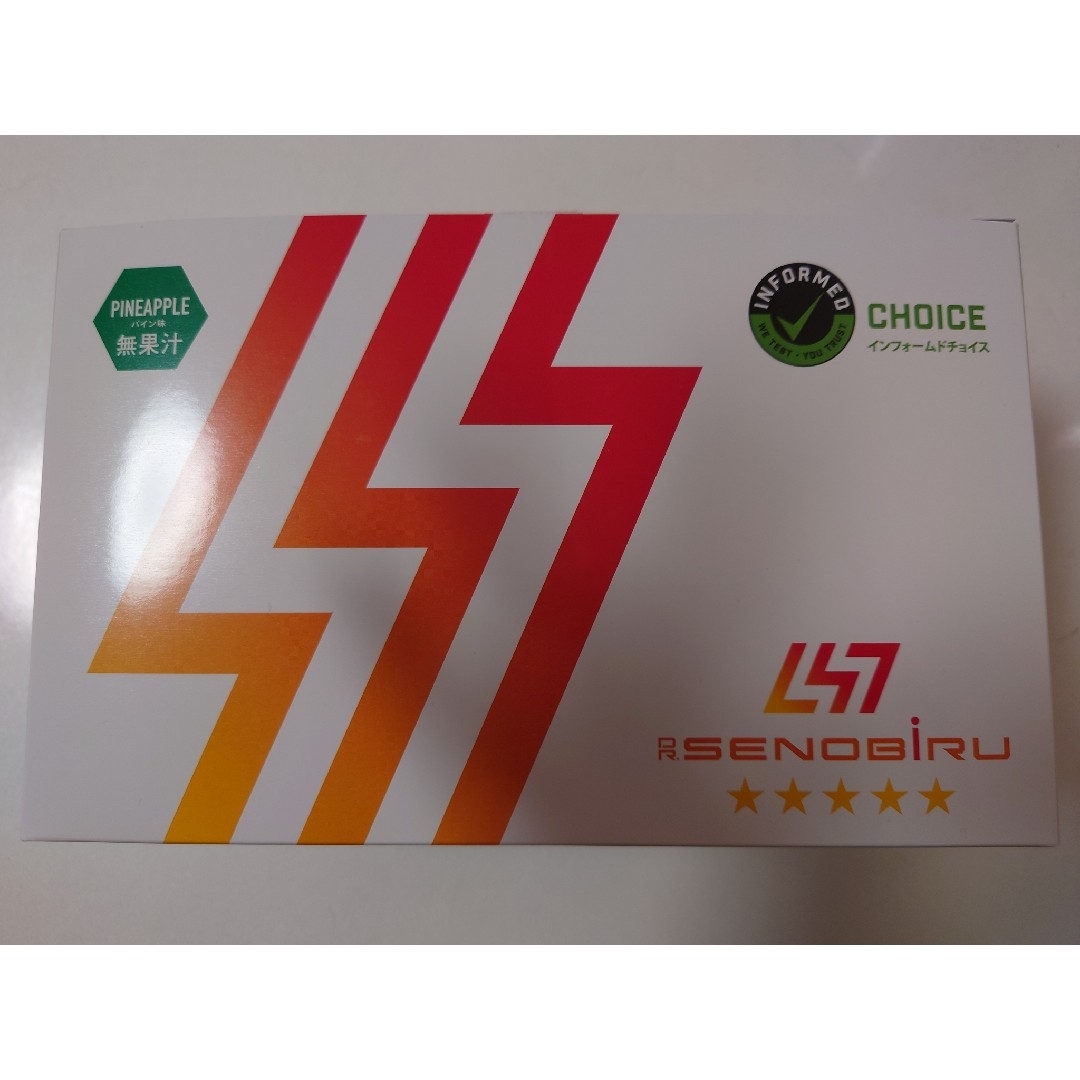 PINEAPPLE
パイン味
無果汁
INFORMED
WE TEST · YOU TRUST
CHOICE
インフォームドチョイス
DR. SENOBiRU